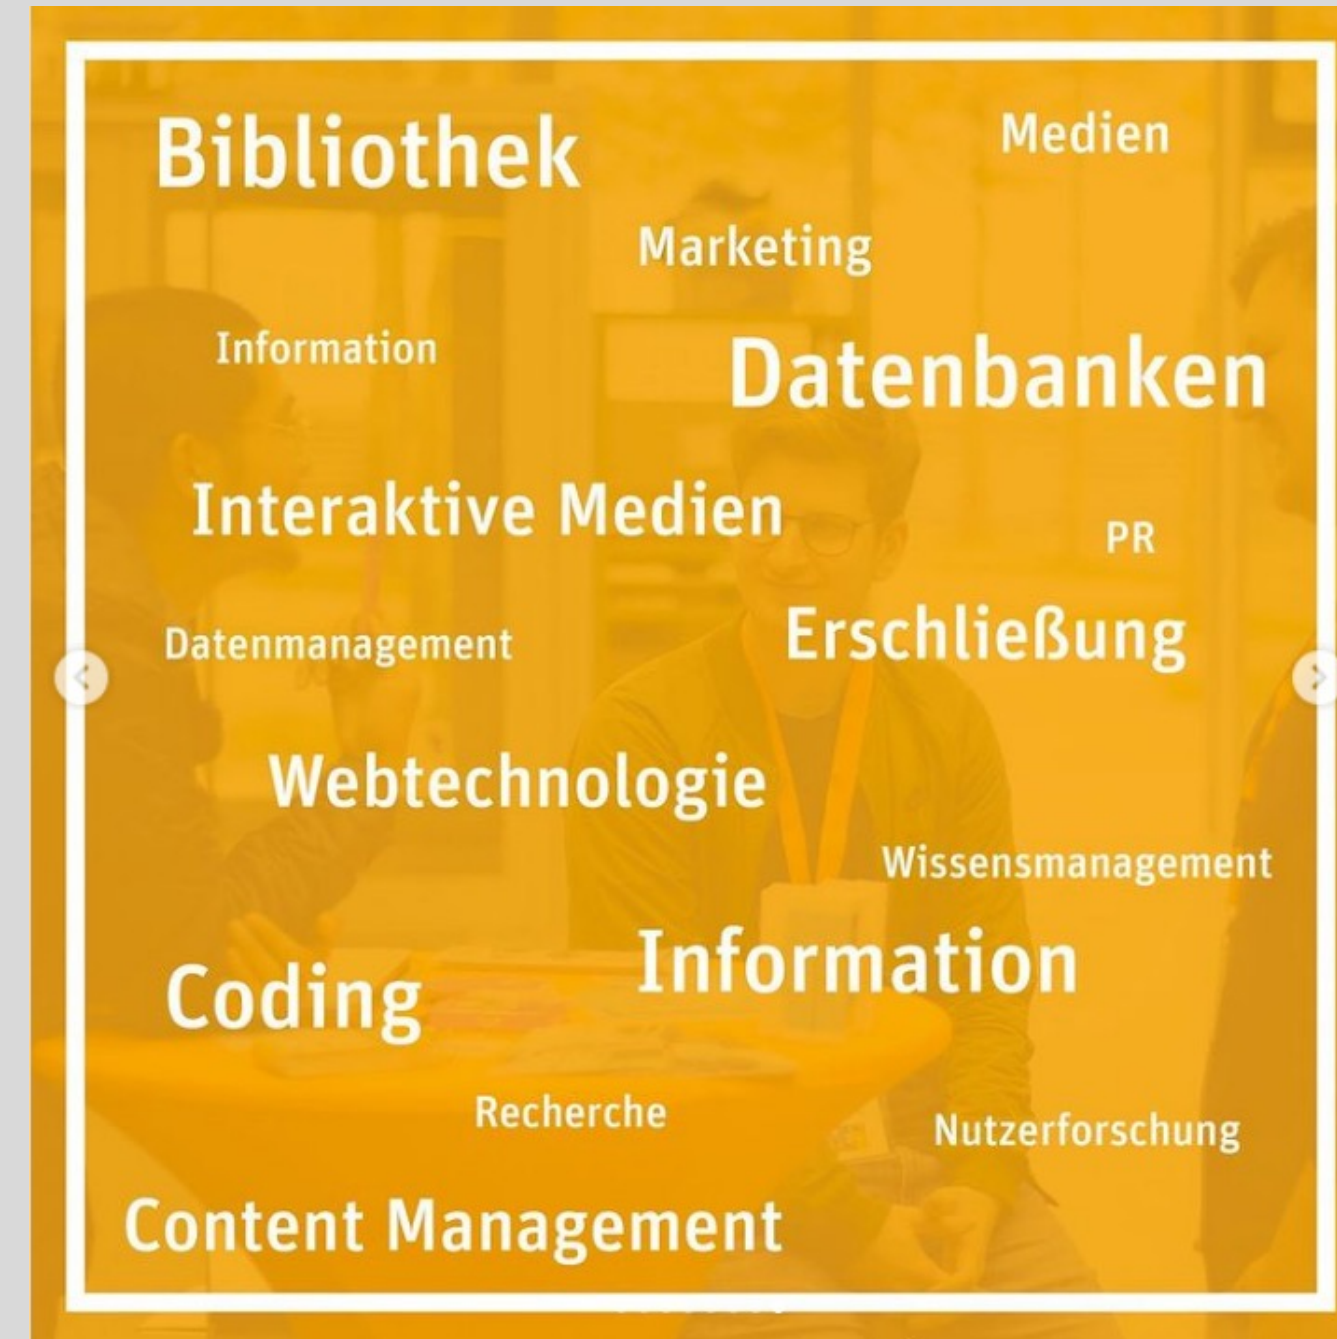 Bibliothek
Medien
Marketing
Information
Datenbanken
Interaktive Medien
PR
Erschließung
Datenmanagement
Webtechnologie
Wissensmanagement
Information
Coding
Recherche
Nutzerforschung
Content Management